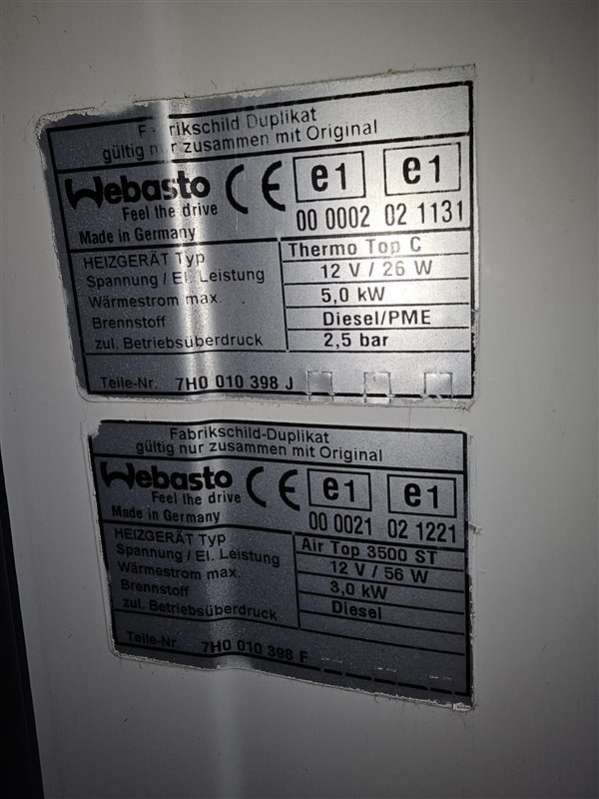 Fabrikschild Duplikat
gültig nur zusammen mit Original
Webasto CE e1 e1
Feel the drive 00 0002 02 1131
Made in Germany
HEIZGERÄT Typ Thermo Top C
Spannung / El. Leistung 12 V / 26 W
Wärmestrom max. 5,0 kW
Brennstoff Diesel/PME
zul. Betriebsüberdruck 2,5 bar
Teile-Nr. 7H0 010 398 J
Fabrikschild-Duplikat
gültig nur zusammen mit Original
Webasto CE e1 e1
Feel the drive
Made in Germany 00 0021 02 1221
HEIZGERÄT Typ Air Top 3500 ST
Spannung / El. Leistung 12 V / 56 W
Wärmestrom max. 3,0 kW
Brennstoff Diesel
zul. Betriebsüberdruck
Teile-Nr 7H0 010 398 F